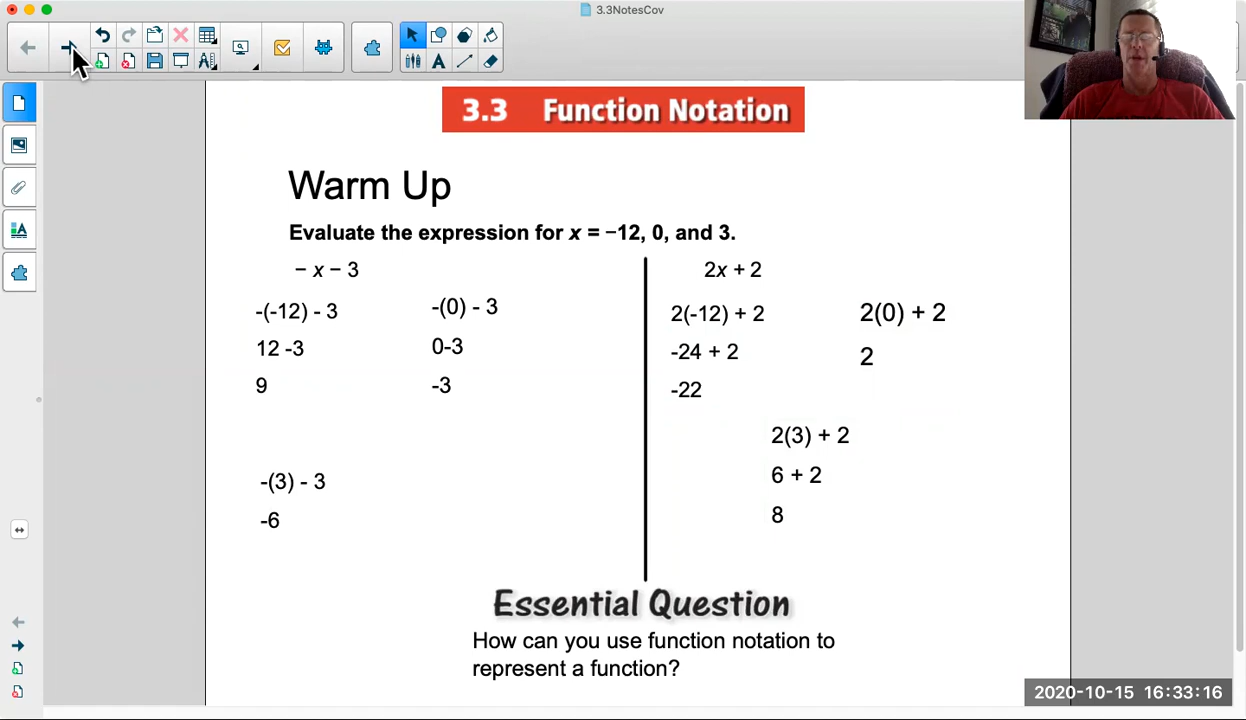 3.3NotesCov
3.3 Function Notation
Warm Up
Evaluate the expression for x = −12, 0, and 3.
− x − 3
-(-12) - 3
12 -3
9
-(0) - 3
0-3
-3
-(3) - 3
-6
2x + 2
2(-12) + 2
-24 + 2
-22
2(0) + 2
2
2(3) + 2
6 + 2
8
Essential Question
How can you use function notation to
represent a function?
2020-10-15 16:33:16